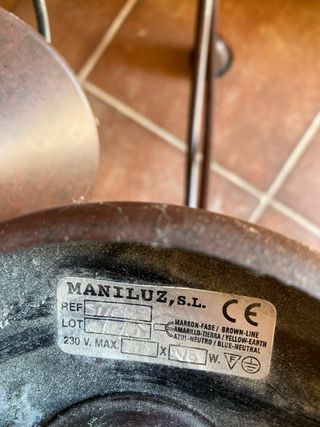 MANILUZ, S.L. CE
REF
LOT
MARRON-FASE / BROWN-LINE
AMARILLO-TIERRA / YELLOW-EARTH
AZUL-NEUTRO / BLUE-NEUTRAL
230 V. MAX. X W. F